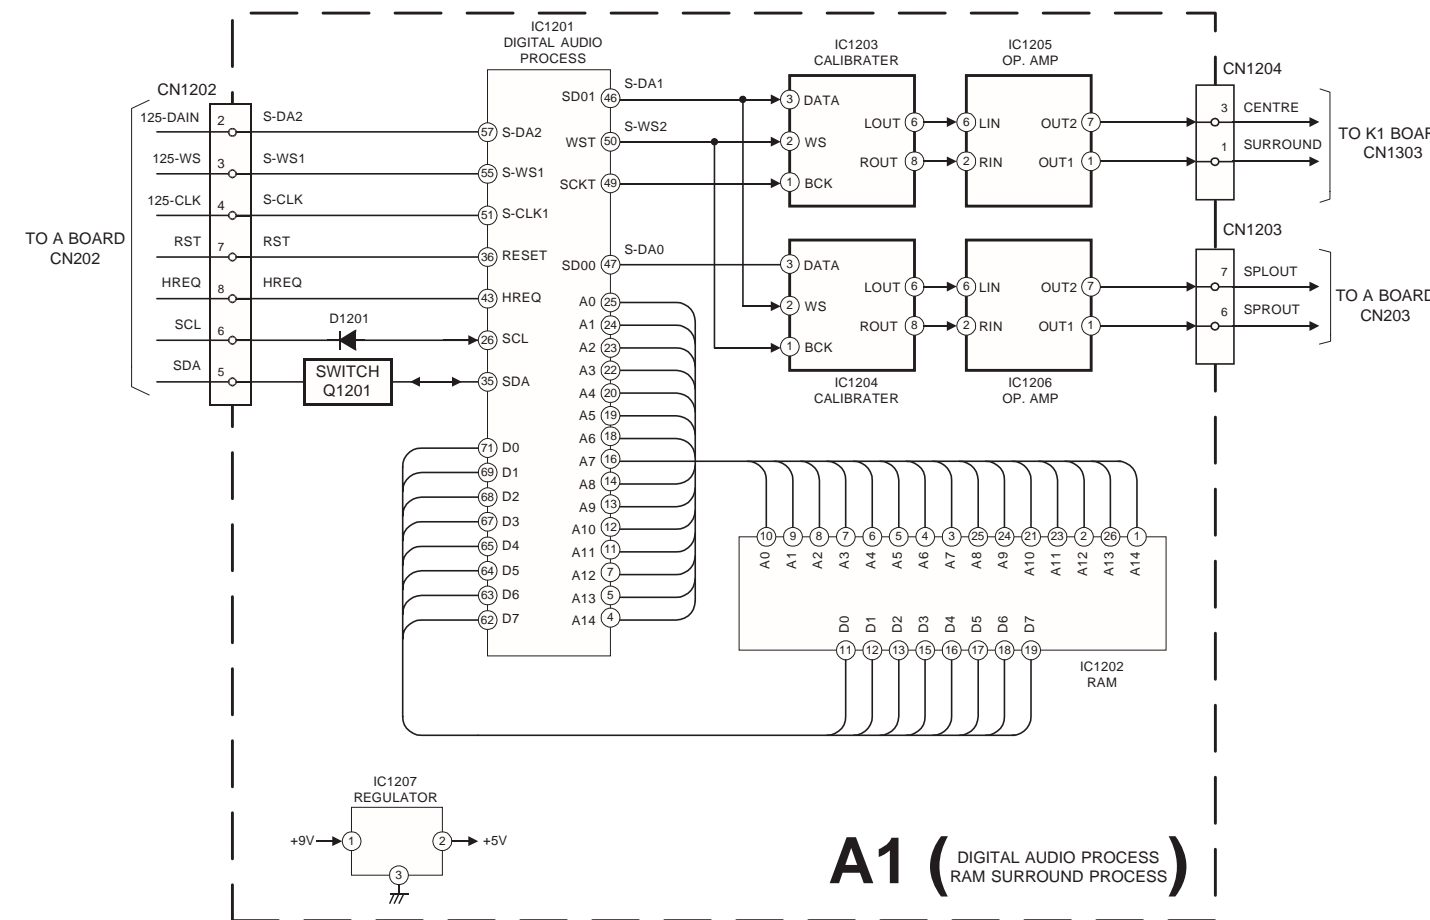 IC1201
DIGITAL AUDIO
PROCESS
IC1203
CALIBRATER
IC1205
OP. AMP
CN1202
CN1204
TO A BOARD
CN202
125-DAIN 2 S-DA2 57 S-DA2
125-WS 3 S-WS1 55 S-WS1
125-CLK 4 S-CLK 51 S-CLK1
RST 7 RST 36 RESET
HREQ 8 HREQ 43 HREQ
SCL 6 D1201 26 SCL
SDA 5 SWITCH
Q1201 35 SDA
71 D0
69 D1
68 D2
67 D3
65 D4
64 D5
63 D6
62 D7
SD01 46 S-DA1
WST 50 S-WS2
SCKT 49
SD00 47 S-DA0
A0 25
A1 24
A2 23
A3 22
A4 20
A5 19
A6 18
A7 16
A8 14
A9 13
A10 12
A11 11
A12 7
A13 5
A14 4
3 DATA
2 WS
1 BCK
LOUT 6
ROUT 8
6 LIN
2 RIN
OUT2 7
OUT1 1
3 CENTRE
1 SURROUND
TO K1 BOAR
CN1303
CN1203
3 DATA
2 WS
1 BCK
LOUT 6
ROUT 8
6 LIN
2 RIN
OUT2 7
OUT1 1
7 SPLOUT
6 SPROUT
TO A BOARD
CN203
IC1204
CALIBRATER
IC1206
OP. AMP
10 9 8 7 6 5 4 3 25 24 21 23 2 26 1
A0 A1 A2 A3 A4 A5 A6 A7 A8 A9 A10 A11 A12 A13 A14
D0 D1 D2 D3 D4 D5 D6 D7
11 12 13 15 16 17 18 19
IC1202
RAM
IC1207
REGULATOR
+9V 1 2 +5V
3
A1 (DIGITAL AUDIO PROCESS
RAM SURROUND PROCESS)